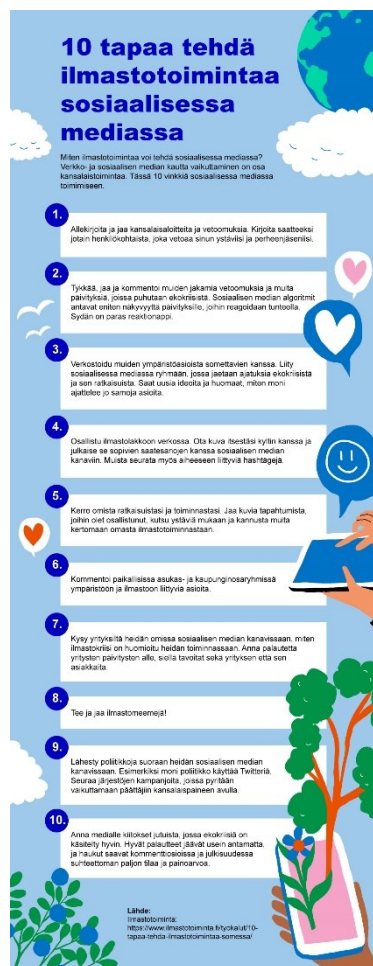 10 tapaa tehdä
ilmastotoimintaa
sosiaalisessa
mediassa
Miten ilmastotoimintaa voi tehdä sosiaalisessa mediassa?
Verkko- ja sosiaalisen median kautta vaikuttaminen on osa
kansalaistoimintaa. Tässä 10 vinkkiä sosiaalisessa mediassa
toimimiseen.
1.
Allekirjoita ja jaa kansalaisaloitteita ja vetoomuksia. Kirjoita saatteeksi
jotain henkilökohtaista, joka vetoaa sinun ystäviisi ja perheenjäseniisi.
2.
Tykkää, jaa ja kommentoi muiden jakamia vetoomuksia ja muita
päivityksiä, joissa puhutaan ekokriisistä. Sosiaalisen median algoritmit
antavat eniten näkyvyyttä päivityksille, joihin reagoidaan tunteella.
Sydän on paras reaktionappi.
3.
Verkostoidu muiden ympäristöasioista somettavien kanssa. Liity
sosiaalisessa mediassa ryhmään, jossa jaetaan ajatuksia ekokriisistä
ja sen ratkaisuista. Saat uusia ideoita ja huomaat, miten moni
ajattelee jo samoja asioita.
4.
Osallistu ilmastolakkoon verkossa. Ota kuva itsestäsi kyltin kanssa ja
julkaise se sopivien saatesanojen kanssa sosiaalisen median
kanaviin. Muista seurata myös aiheeseen liittyviä hashtägejä.
5.
Kerro omista ratkaisuistasi ja toiminnastasi. Jaa kuvia tapahtumista,
joihin olet osallistunut, kutsu ystäviä mukaan ja kannusta muita
kertomaan omasta ilmastotoiminnastaan.
6.
Kommentoi paikallisissa asukas- ja kaupunginosaryhmissä
ympäristöön ja ilmastoon liittyviä asioita.
7.
Kysy yrityksiltä heidän omissa sosiaalisen median kanavissaan, miten
ilmastokriisi on huomioitu heidän toiminnassaan. Anna palautetta
yritysten päivitysten alle, siellä tavoitat sekä yrityksen että sen
asiakkaita.
8.
Tee ja jaa ilmastomeemejä!
9.
Lähesty poliitikkoja suoraan heidän sosiaalisen median
kanavissaan. Esimerkiksi moni poliitikko käyttää Twitteriä.
Seuraa järjestöjen kampanjoita, joissa pyritään
vaikuttamaan päättäjiin kansalaispaineen avulla.
10.
Anna medialle kiitokset jutuista, jossa ekokriisiä on
käsitelty hyvin. Hyvät palautteet jäävät usein antamatta,
ja haukut saavat kommenttiosioissa ja julkisuudessa
suhteettoman paljon tilaa ja painoarvoa.
Lähde:
Ilmastotoiminta:
https://www.ilmastotoiminta.fi/tyokalut/10-
tapaa-tehda-ilmastotoimintaa-somessa/